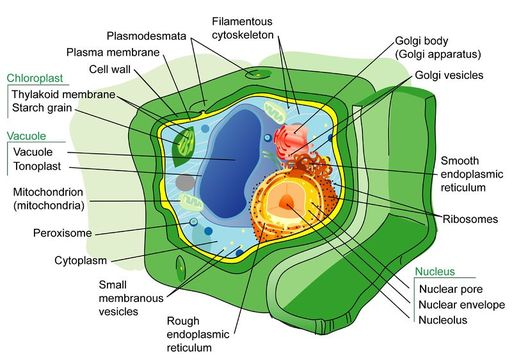 Filamentous
cytoskeleton
Plasmodesmata
Plasma membrane
Cell wall
Chloroplast
Thylakoid membrane
Starch grain
Vacuole
Vacuole
Tonoplast
Mitochondrion
(mitochondria)
Peroxisome
Cytoplasm
Small
membranous
vesicles
Rough
endoplasmic
reticulum
Golgi body
(Golgi apparatus)
Golgi vesicles
Smooth
endoplasmic
reticulum
Ribosomes
Nucleus
Nuclear pore
Nuclear envelope
Nucleolus